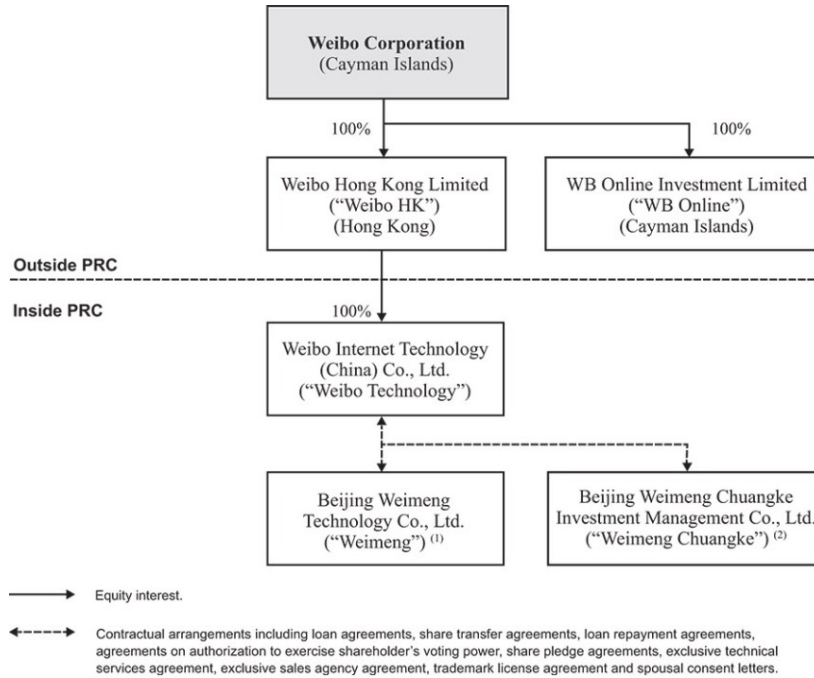 Weibo Corporation
(Cayman Islands)
100%
100%
Weibo Hong Kong Limited
(“Weibo HK”)
(Hong Kong)
WB Online Investment Limited
(“WB Online”)
(Cayman Islands)
Outside PRC
Inside PRC
100%
Weibo Internet Technology
(China) Co., Ltd.
(“Weibo Technology”)
Beijing Weimeng
Technology Co., Ltd.
(“Weimeng”) (1)
Beijing Weimeng Chuangke
Investment Management Co., Ltd.
(“Weimeng Chuangke”) (2)
Equity interest.
Contractual arrangements including loan agreements, share transfer agreements, loan repayment agreements,
agreements on authorization to exercise shareholder’s voting power, share pledge agreements, exclusive technical
services agreement, exclusive sales agency agreement, trademark license agreement and spousal consent letters.